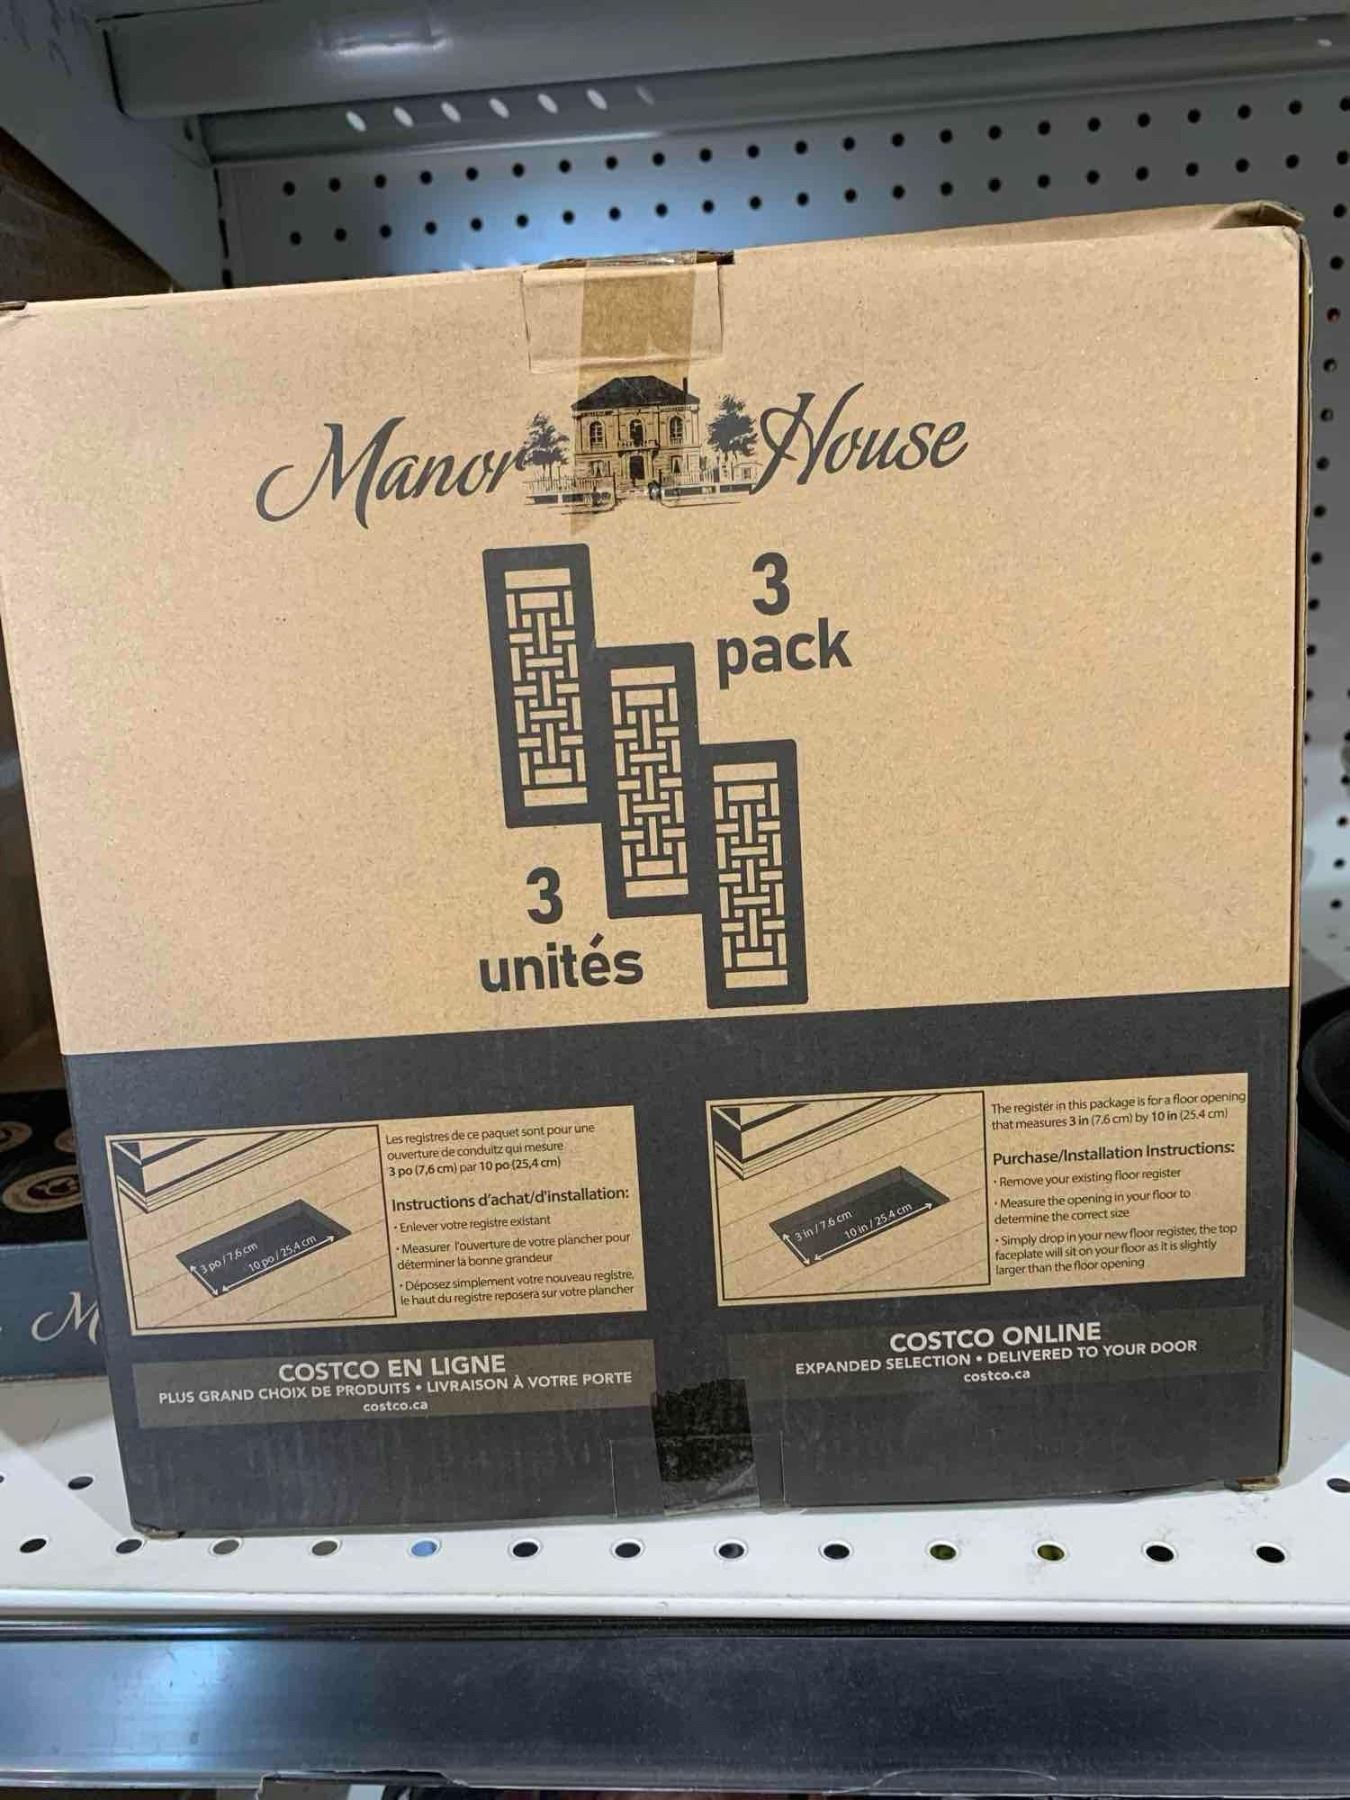 Manor House
3
pack
3
unités
Les registres de ce paquet sont pour une
ouverture de conduitz qui mesure
3 po (7,6 cm) par 10 po (25,4 cm)
Instructions d'achat/d'installation:
• Enlever votre registre existant
• Measurer l'ouverture de votre plancher pour
déterminer la bonne grandeur
• Déposez simplement votre nouveau registre,
le haut du registre reposera sur votre plancher
3 po / 7.6 cm
10 po / 25.4 cm
The register in this package is for a floor opening
that measures 3 in (7.6 cm) by 10 in (25.4 cm)
Purchase/Installation Instructions:
• Remove your existing floor register
• Measure the opening in your floor to
determine the correct size
• Simply drop in your new floor register, the top
faceplate will sit on your floor as it is slightly
larger than the floor opening
3 in / 7.6 cm
10 in / 25.4 cm
COSTCO EN LIGNE
PLUS GRAND CHOIX DE PRODUITS • LIVRAISON À VOTRE PORTE
costco.ca
COSTCO ONLINE
EXPANDED SELECTION • DELIVERED TO YOUR DOOR
costco.ca
M